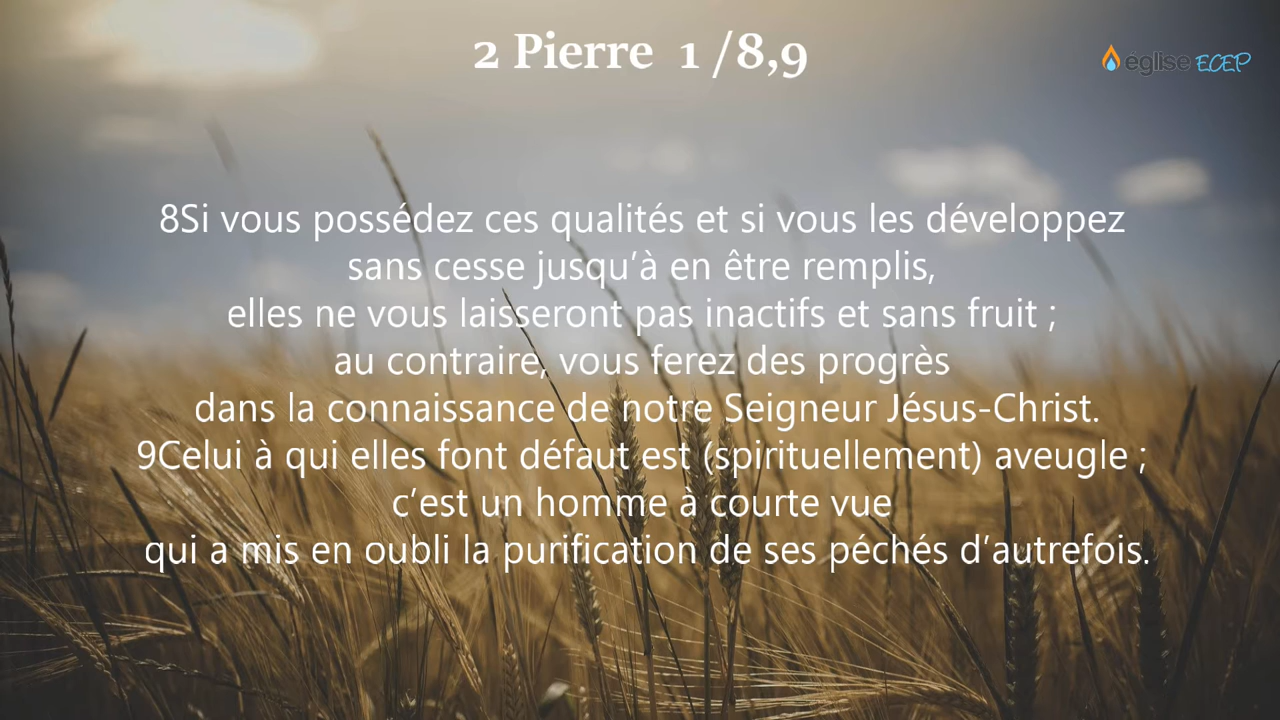 2 Pierre 1 /8,9
église ECEP
8Si vous possédez ces qualités et si vous les développez
sans cesse jusqu’à en être remplis,
elles ne vous laisseront pas inactifs et sans fruit ;
au contraire, vous ferez des progrès
dans la connaissance de notre Seigneur Jésus-Christ.
9Celui à qui elles font défaut est (spirituellement) aveugle ;
c’est un homme à courte vue
qui a mis en oubli la purification de ses péchés d’autrefois.